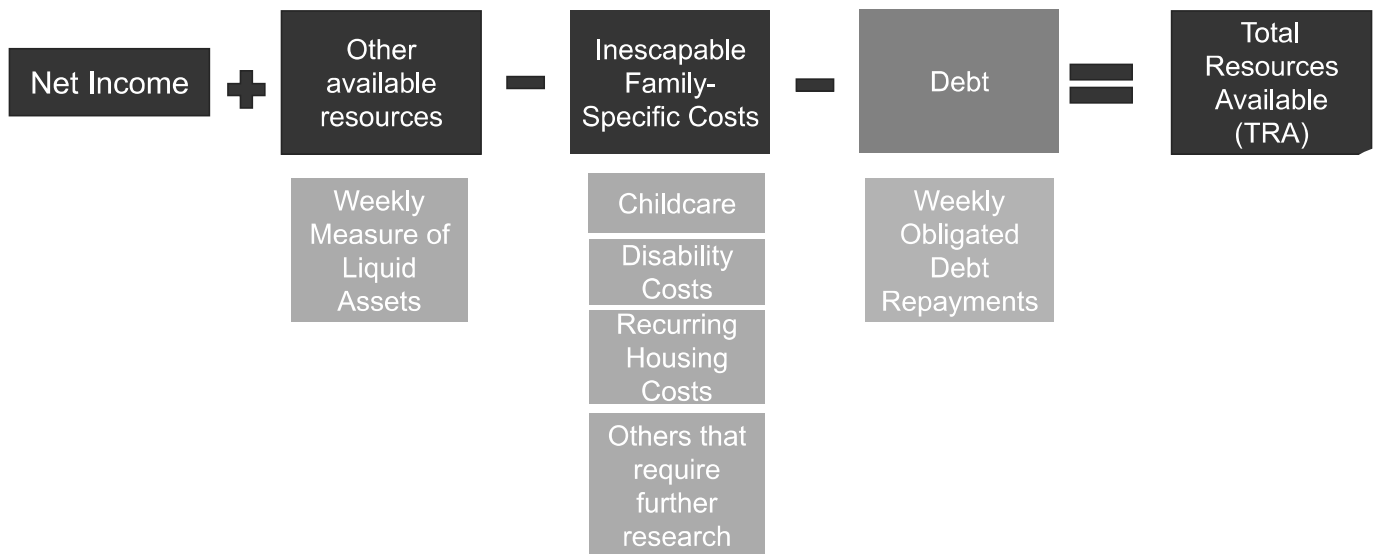 Net Income
+
Other
available
resources
-
Inescapable
Family-
Specific Costs
-
Debt
=
Total
Resources
Available
(TRA)
Weekly
Measure of
Liquid
Assets
Childcare
Disability
Costs
Recurring
Housing
Costs
Others that
require
further
research
Weekly
Obligated
Debt
Repayments